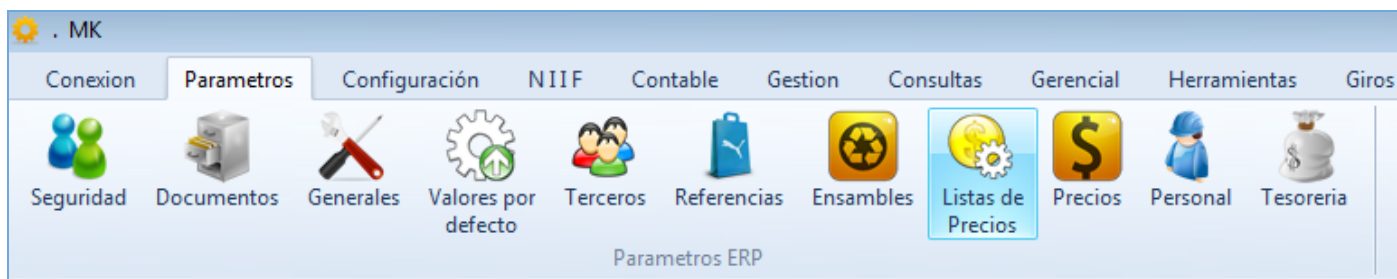 . MK
Conexion Parametros Configuración NIIF Contable Gestion Consultas Gerencial Herramientas Giros
Seguridad Documentos Generales Valores por defecto Terceros Referencias Ensambles Listas de Precios Precios Personal Tesoreria
Parametros ERP